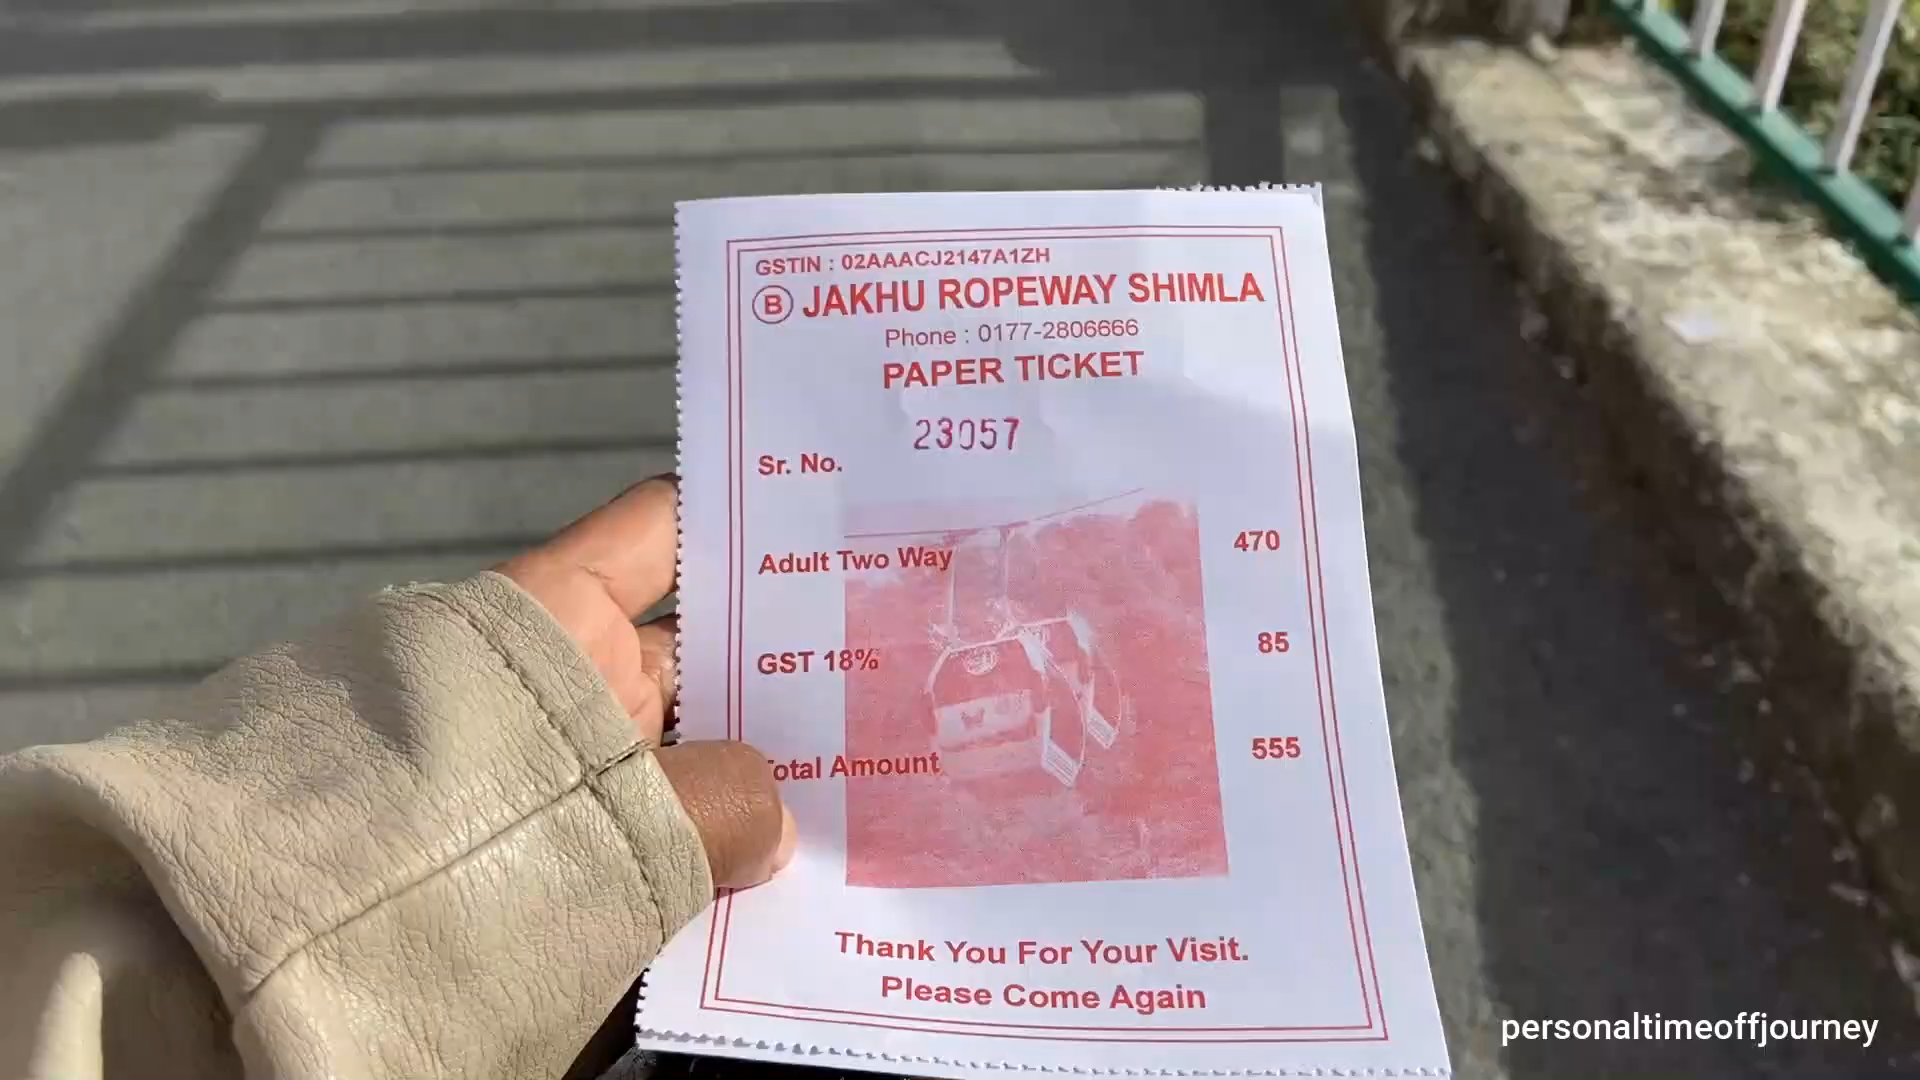 GSTIN : 02AAACJ2147A1ZH
B JAKHU ROPEWAY SHIMLA
Phone : 0177-2806666
PAPER TICKET
23057
Sr. No.
Adult Two Way 470
GST 18% 85
Total Amount 555
Thank You For Your Visit.
Please Come Again
personaltimeoffjourney